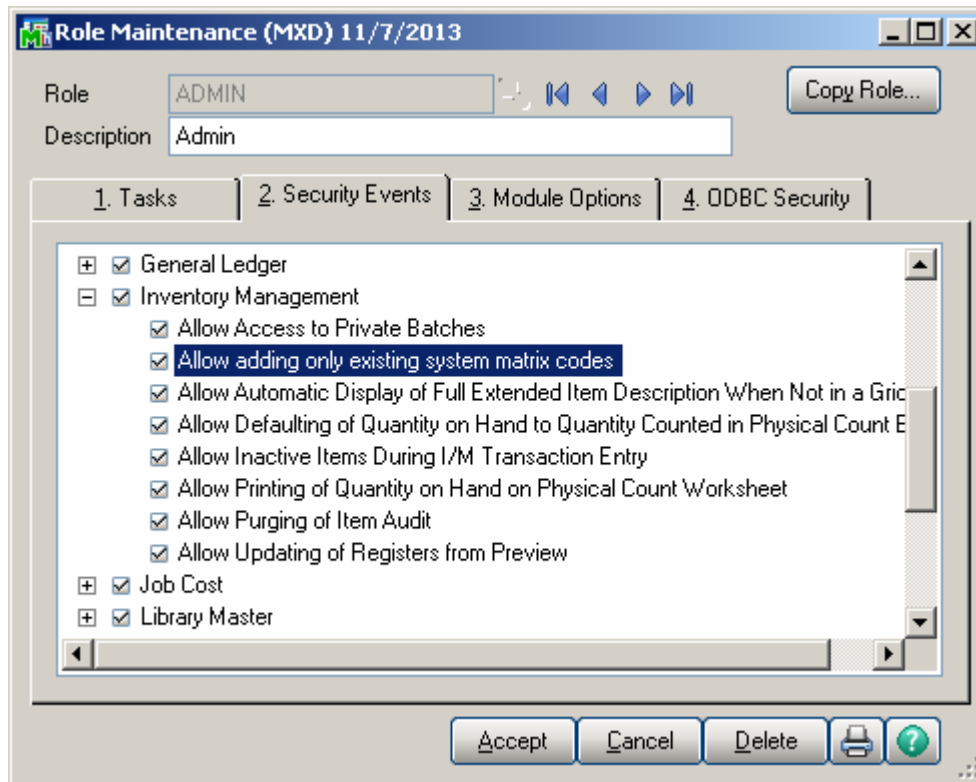 Role Maintenance (MXD) 11/7/2013
Role ADMIN Copy Role...
Description Admin
1. Tasks 2. Security Events 3. Module Options 4. ODBC Security
General Ledger
Inventory Management
Allow Access to Private Batches
Allow adding only existing system matrix codes
Allow Automatic Display of Full Extended Item Description When Not in a Gric
Allow Defaulting of Quantity on Hand to Quantity Counted in Physical Count E
Allow Inactive Items During I/M Transaction Entry
Allow Printing of Quantity on Hand on Physical Count Worksheet
Allow Purging of Item Audit
Allow Updating of Registers from Preview
Job Cost
Library Master
Accept Cancel Delete